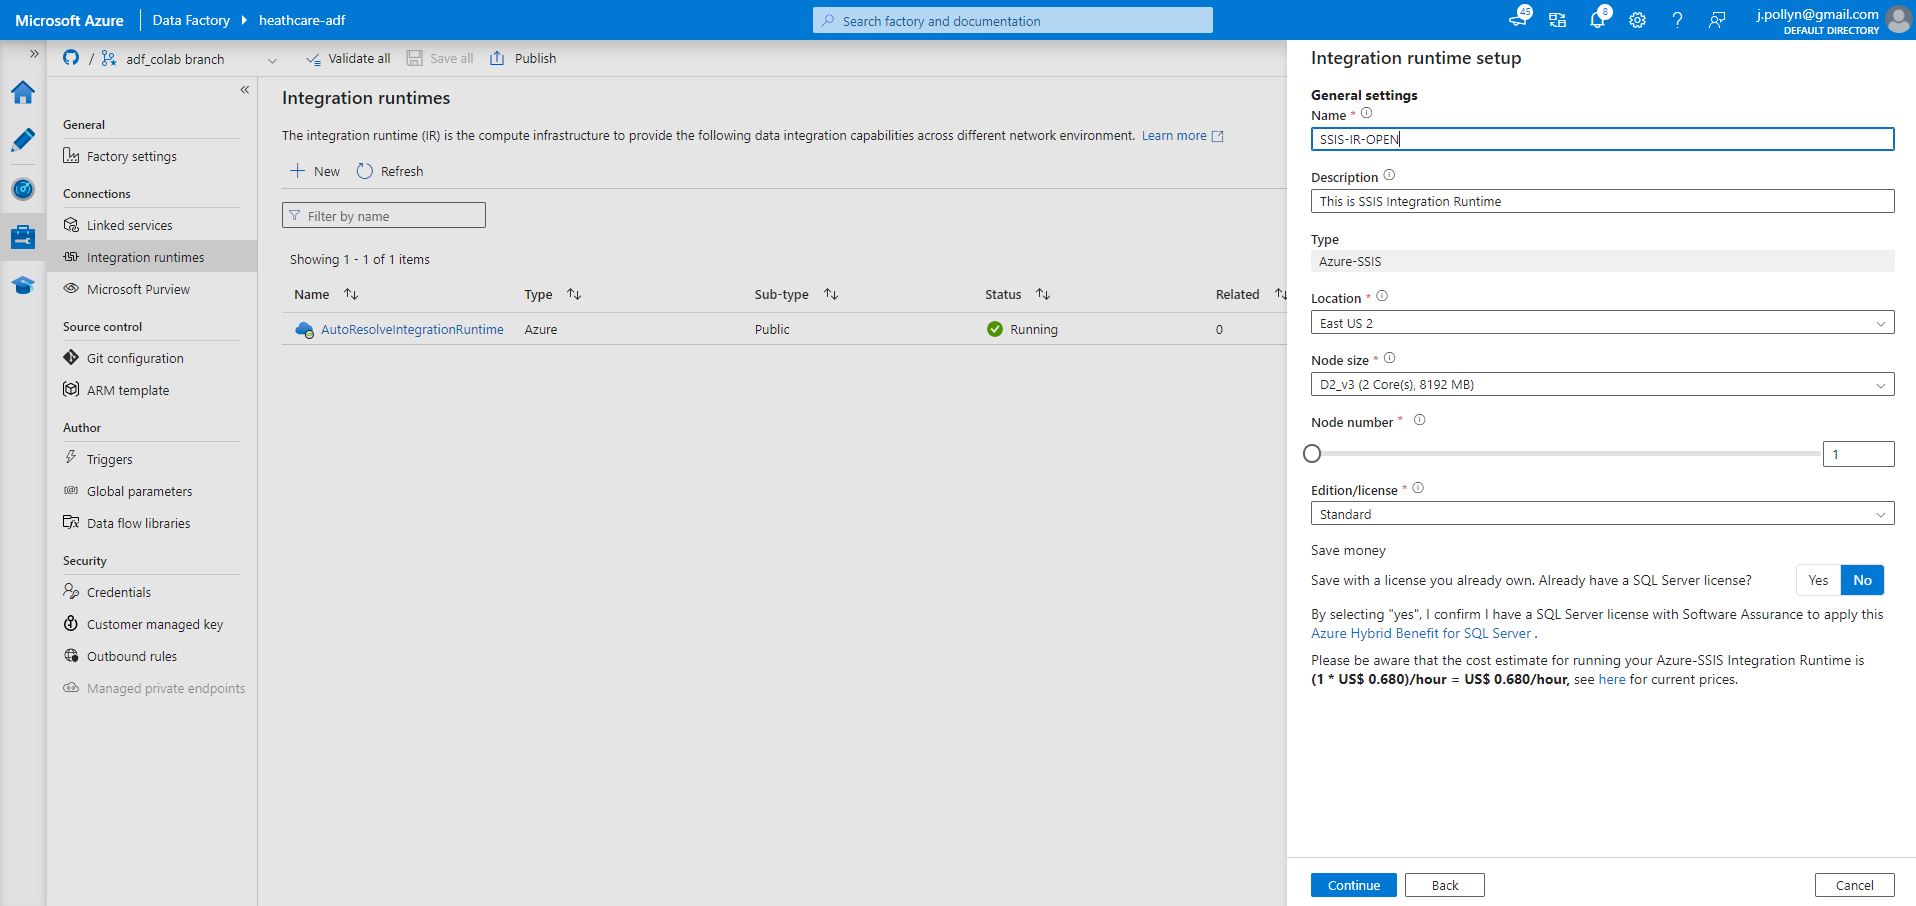 Microsoft Azure Data Factory heathcare-adf
Search factory and documentation
45
8
j.pollyn@gmail.com
DEFAULT DIRECTORY
/ adf_colab branch
Validate all Save all Publish
General
Factory settings
Connections
Linked services
Integration runtimes
Microsoft Purview
Source control
Git configuration
ARM template
Author
Triggers
Global parameters
Data flow libraries
Security
Credentials
Customer managed key
Outbound rules
Managed private endpoints
Integration runtimes
The integration runtime (IR) is the compute infrastructure to provide the following data integration capabilities across different network environment. Learn more
New Refresh
Filter by name
Showing 1 - 1 of 1 items
Name Type Sub-type Status Related
AutoResolveIntegrationRuntime Azure Public Running 0
Integration runtime setup
General settings
Name *
SSIS-IR-OPEN
Description
This is SSIS Integration Runtime
Type
Azure-SSIS
Location *
East US 2
Node size *
D2_v3 (2 Core(s), 8192 MB)
Node number *
1
Edition/license *
Standard
Save money
Save with a license you already own. Already have a SQL Server license? Yes No
By selecting "yes", I confirm I have a SQL Server license with Software Assurance to apply this
Azure Hybrid Benefit for SQL Server .
Please be aware that the cost estimate for running your Azure-SSIS Integration Runtime is
(1 * US$ 0.680)/hour = US$ 0.680/hour, see here for current prices.
Continue Back Cancel